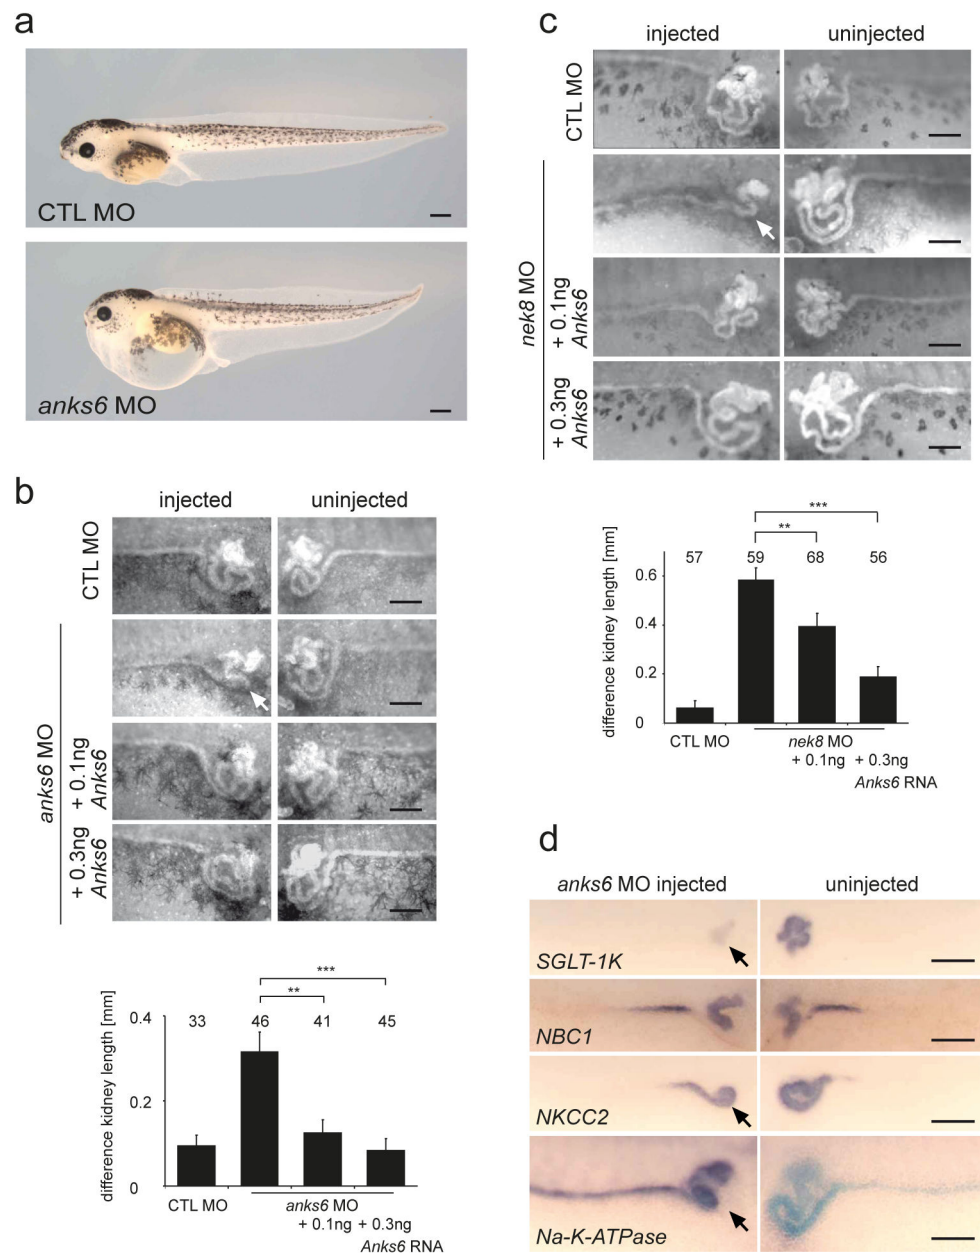 a
CTL MO
anks6 MO
b
injected
uninjected
CTL MO
anks6 MO
+ 0.1ng
Anks6
+ 0.3ng
Anks6
difference kidney length [mm]
0.4
0.2
0
33
46
41
45
**
***
CTL MO
anks6 MO
+ 0.1ng + 0.3ng
Anks6 RNA
c
injected
uninjected
CTL MO
nek8 MO
+ 0.1ng
Anks6
+ 0.3ng
Anks6
difference kidney length [mm]
0.6
0.4
0.2
0
57
59
68
56
**
***
CTL MO
nek8 MO
+ 0.1ng + 0.3ng
Anks6 RNA
d
anks6 MO injected
uninjected
SGLT-1K
NBC1
NKCC2
Na-K-ATPase